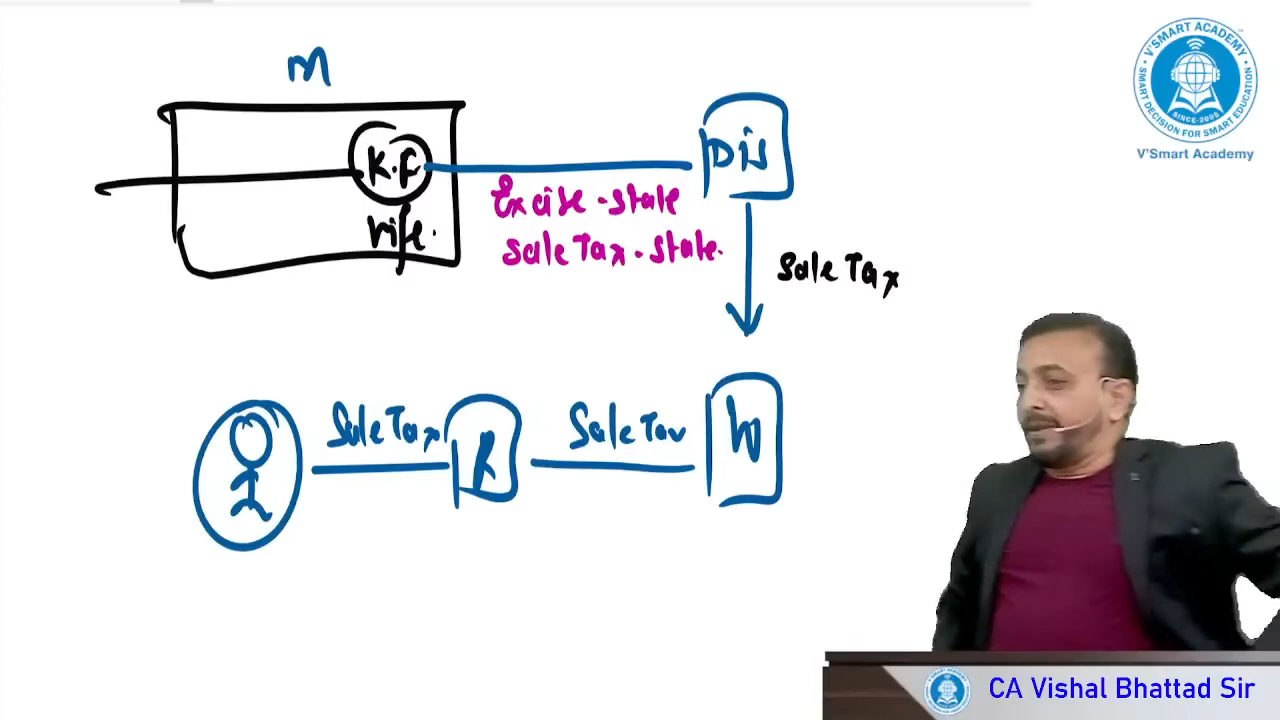 M
K.F
rife.
Dis
Excise - state
Sale Tax - state.
Sale Tax
Sale Tax
R
Sale Tax
W
V'SMART ACADEMY
SMART DECISION FOR SMART EDUCATION
SINCE-2005
V'Smart Academy
CA Vishal Bhattad Sir